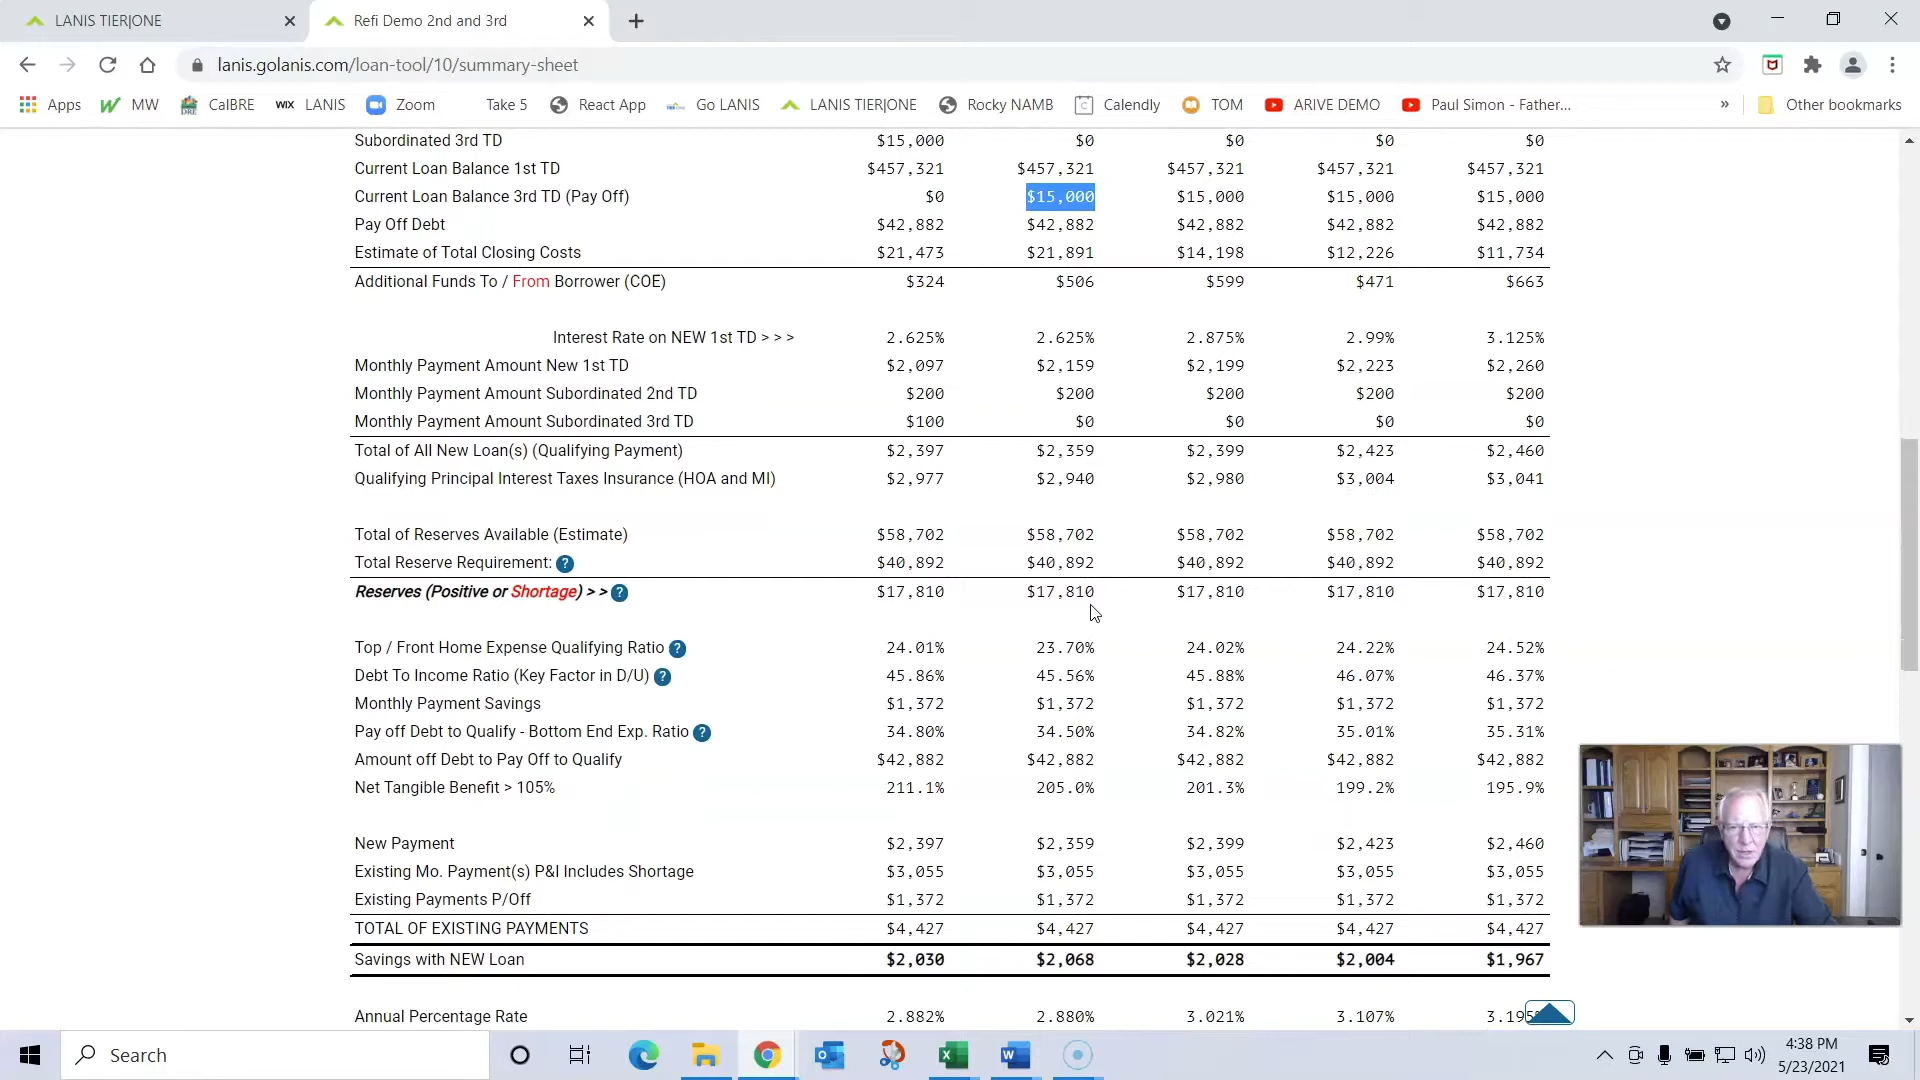 LANIS TIER|ONE
Refi Demo 2nd and 3rd
lanis.golanis.com/loan-tool/10/summary-sheet
Apps MW CalBRE WIX LANIS Zoom Take 5 React App Go LANIS LANIS TIER|ONE Rocky NAMB Calendly TOM ARIVE DEMO Paul Simon - Father... » Other bookmarks
Subordinated 3rd TD $15,000 $0 $0 $0 $0
Current Loan Balance 1st TD $457,321 $457,321 $457,321 $457,321 $457,321
Current Loan Balance 3rd TD (Pay Off) $0 $15,000 $15,000 $15,000 $15,000
Pay Off Debt $42,882 $42,882 $42,882 $42,882 $42,882
Estimate of Total Closing Costs $21,473 $21,891 $14,198 $12,226 $11,734
Additional Funds To / From Borrower (COE) $324 $506 $599 $471 $663
Interest Rate on NEW 1st TD > > > 2.625% 2.625% 2.875% 2.99% 3.125%
Monthly Payment Amount New 1st TD $2,097 $2,159 $2,199 $2,223 $2,260
Monthly Payment Amount Subordinated 2nd TD $200 $200 $200 $200 $200
Monthly Payment Amount Subordinated 3rd TD $100 $0 $0 $0 $0
Total of All New Loan(s) (Qualifying Payment) $2,397 $2,359 $2,399 $2,423 $2,460
Qualifying Principal Interest Taxes Insurance (HOA and MI) $2,977 $2,940 $2,980 $3,004 $3,041
Total of Reserves Available (Estimate) $58,702 $58,702 $58,702 $58,702 $58,702
Total Reserve Requirement: ? $40,892 $40,892 $40,892 $40,892 $40,892
Reserves (Positive or Shortage) > > ? $17,810 $17,810 $17,810 $17,810 $17,810
Top / Front Home Expense Qualifying Ratio ? 24.01% 23.70% 24.02% 24.22% 24.52%
Debt To Income Ratio (Key Factor in D/U) ? 45.86% 45.56% 45.88% 46.07% 46.37%
Monthly Payment Savings $1,372 $1,372 $1,372 $1,372 $1,372
Pay off Debt to Qualify - Bottom End Exp. Ratio ? 34.80% 34.50% 34.82% 35.01% 35.31%
Amount off Debt to Pay Off to Qualify $42,882 $42,882 $42,882 $42,882 $42,882
Net Tangible Benefit > 105% 211.1% 205.0% 201.3% 199.2% 195.9%
New Payment $2,397 $2,359 $2,399 $2,423 $2,460
Existing Mo. Payment(s) P&I Includes Shortage $3,055 $3,055 $3,055 $3,055 $3,055
Existing Payments P/Off $1,372 $1,372 $1,372 $1,372 $1,372
TOTAL OF EXISTING PAYMENTS $4,427 $4,427 $4,427 $4,427 $4,427
Savings with NEW Loan $2,030 $2,068 $2,028 $2,004 $1,967
Annual Percentage Rate 2.882% 2.880% 3.021% 3.107% 3.195
Search
4:38 PM
5/23/2021